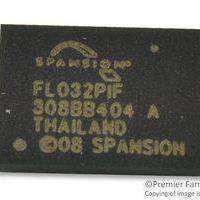 SPANSION
FL032PIF
308BB404 A
THAILAND
©08 SPANSION
©Premier Farnell